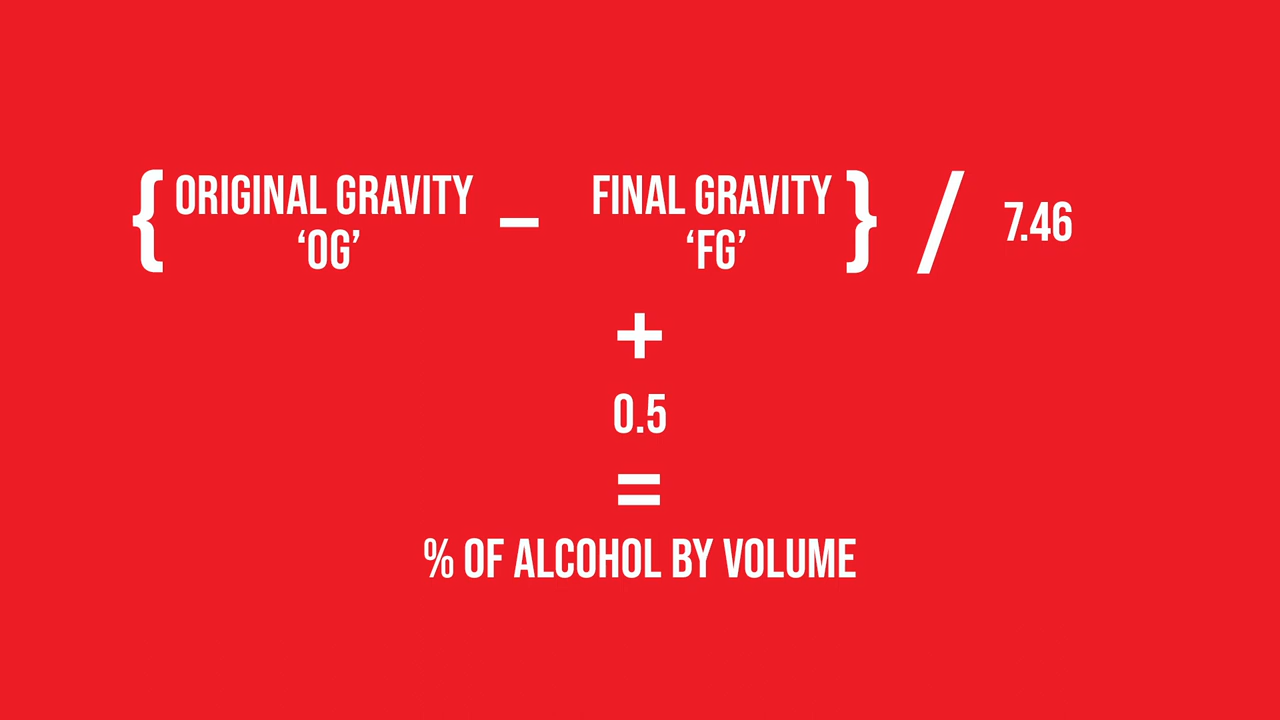 { ORIGINAL GRAVITY ‘OG’ − FINAL GRAVITY ‘FG’ } / 7.46
+
0.5
=
% OF ALCOHOL BY VOLUME